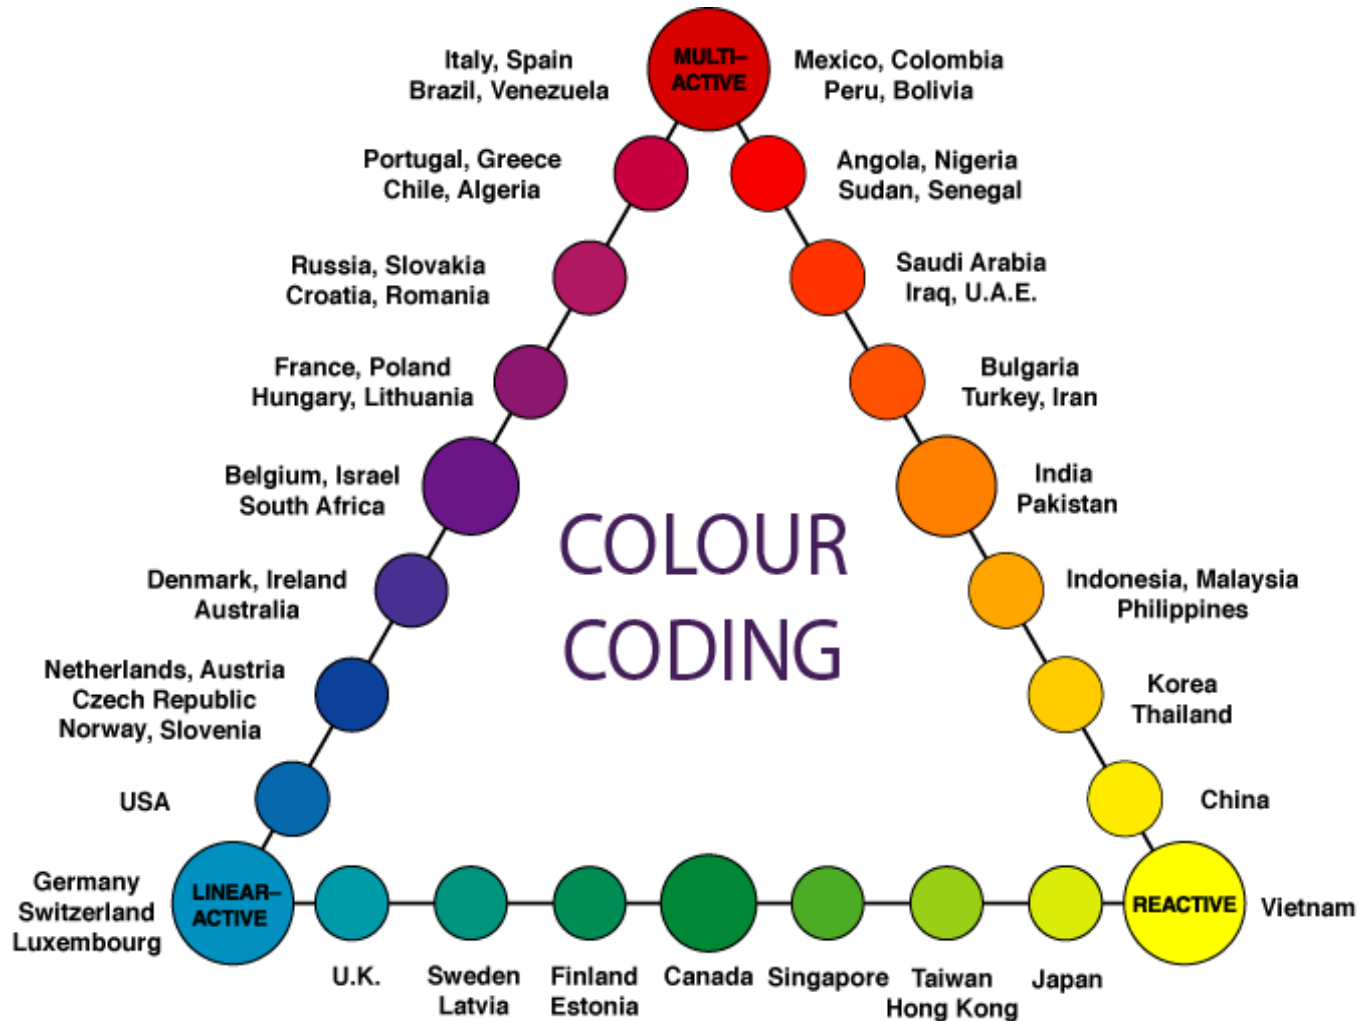 Italy, Spain
Brazil, Venezuela
MULTI–
ACTIVE
Mexico, Colombia
Peru, Bolivia
Portugal, Greece
Chile, Algeria
Angola, Nigeria
Sudan, Senegal
Russia, Slovakia
Croatia, Romania
Saudi Arabia
Iraq, U.A.E.
France, Poland
Hungary, Lithuania
Bulgaria
Turkey, Iran
Belgium, Israel
South Africa
India
Pakistan
COLOUR
CODING
Denmark, Ireland
Australia
Indonesia, Malaysia
Philippines
Netherlands, Austria
Czech Republic
Norway, Slovenia
Korea
Thailand
USA
China
Germany
Switzerland
Luxembourg
LINEAR–
ACTIVE
REACTIVE
Vietnam
U.K.
Sweden
Latvia
Finland
Estonia
Canada
Singapore
Taiwan
Hong Kong
Japan